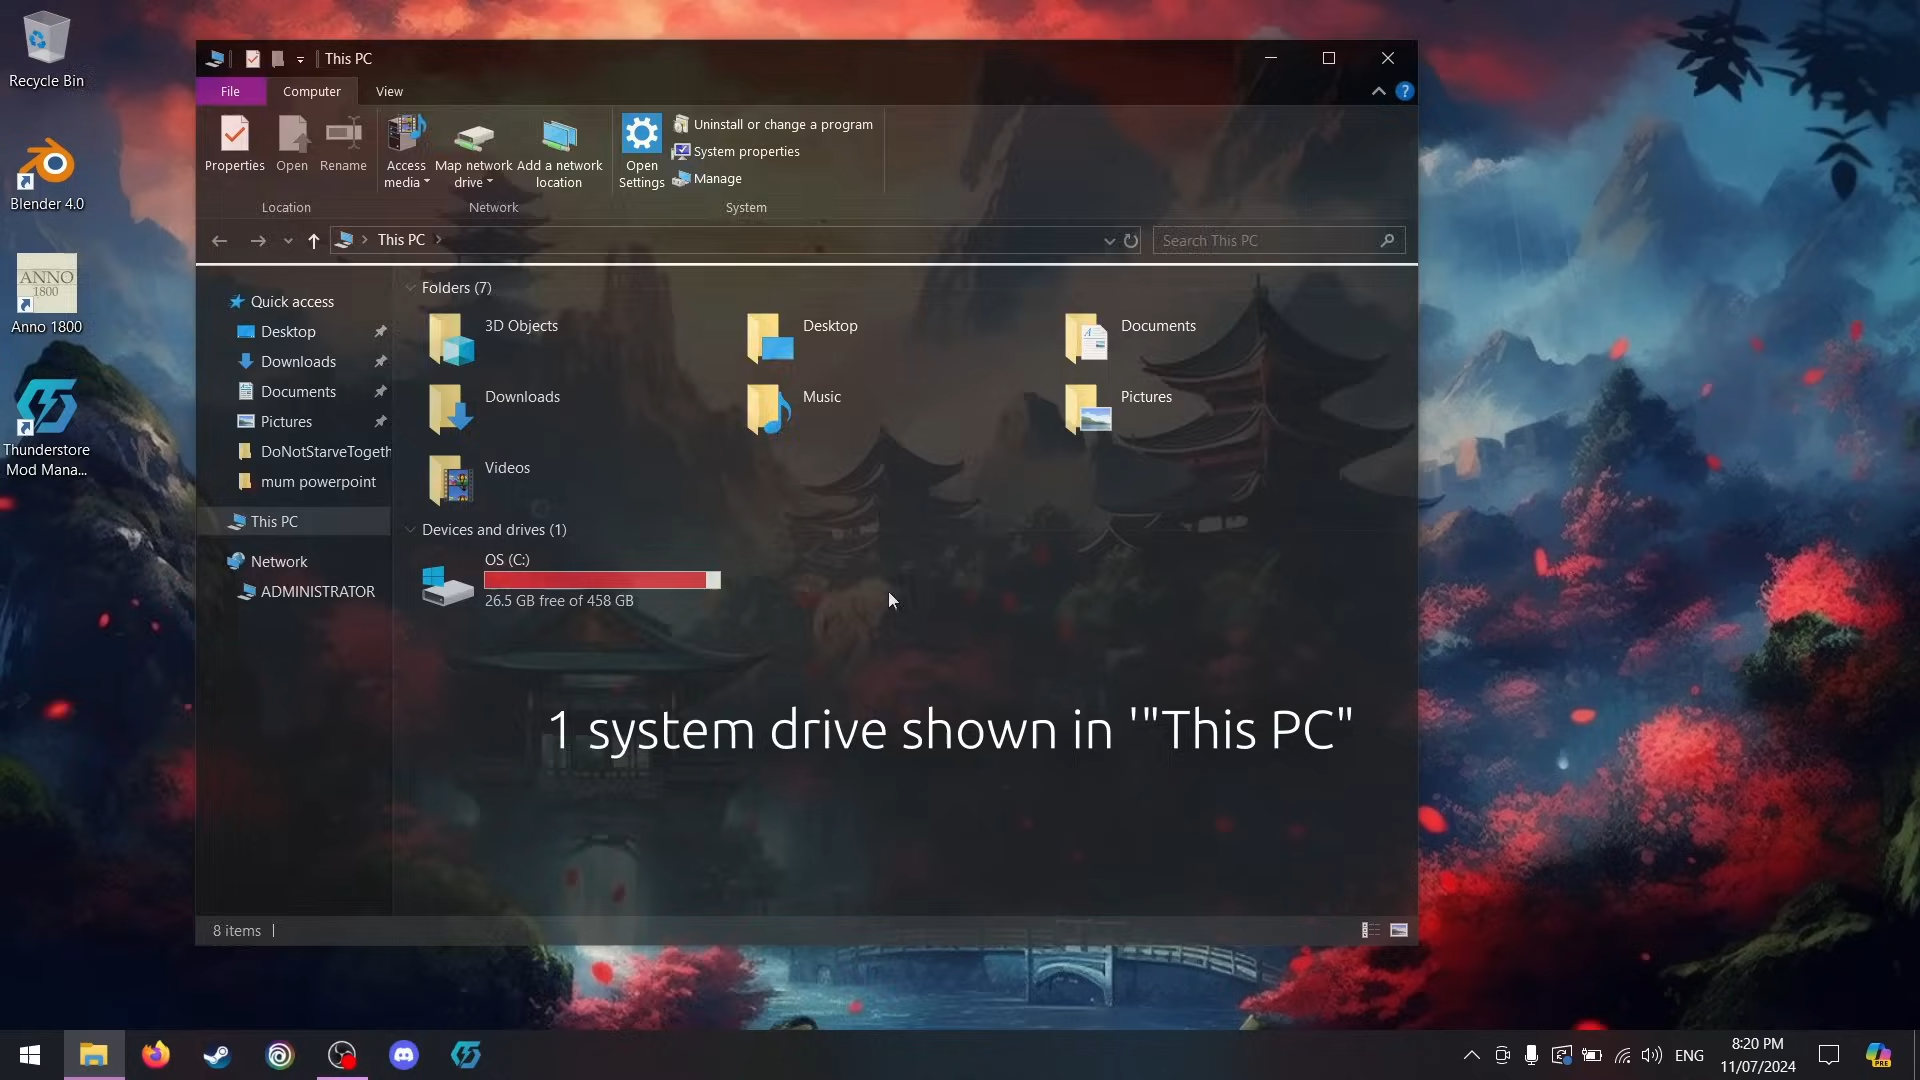 Recycle Bin
Blender 4.0
ANNO
1800
Anno 1800
Thunderstore
Mod Mana...
This PC
File
Computer
View
?
Properties
Open
Rename
Access
media
Map network
drive
Add a network
location
Open
Settings
Uninstall or change a program
System properties
Manage
Location
Network
System
This PC
Search This PC
Quick access
Desktop
Downloads
Documents
Pictures
DoNotStarveTogeth
mum powerpoint
This PC
Network
ADMINISTRATOR
Folders (7)
3D Objects
Desktop
Documents
Downloads
Music
Pictures
Videos
Devices and drives (1)
OS (C:)
26.5 GB free of 458 GB
1 system drive shown in '"This PC"
8 items
ENG
8:20 PM
11/07/2024
PRE